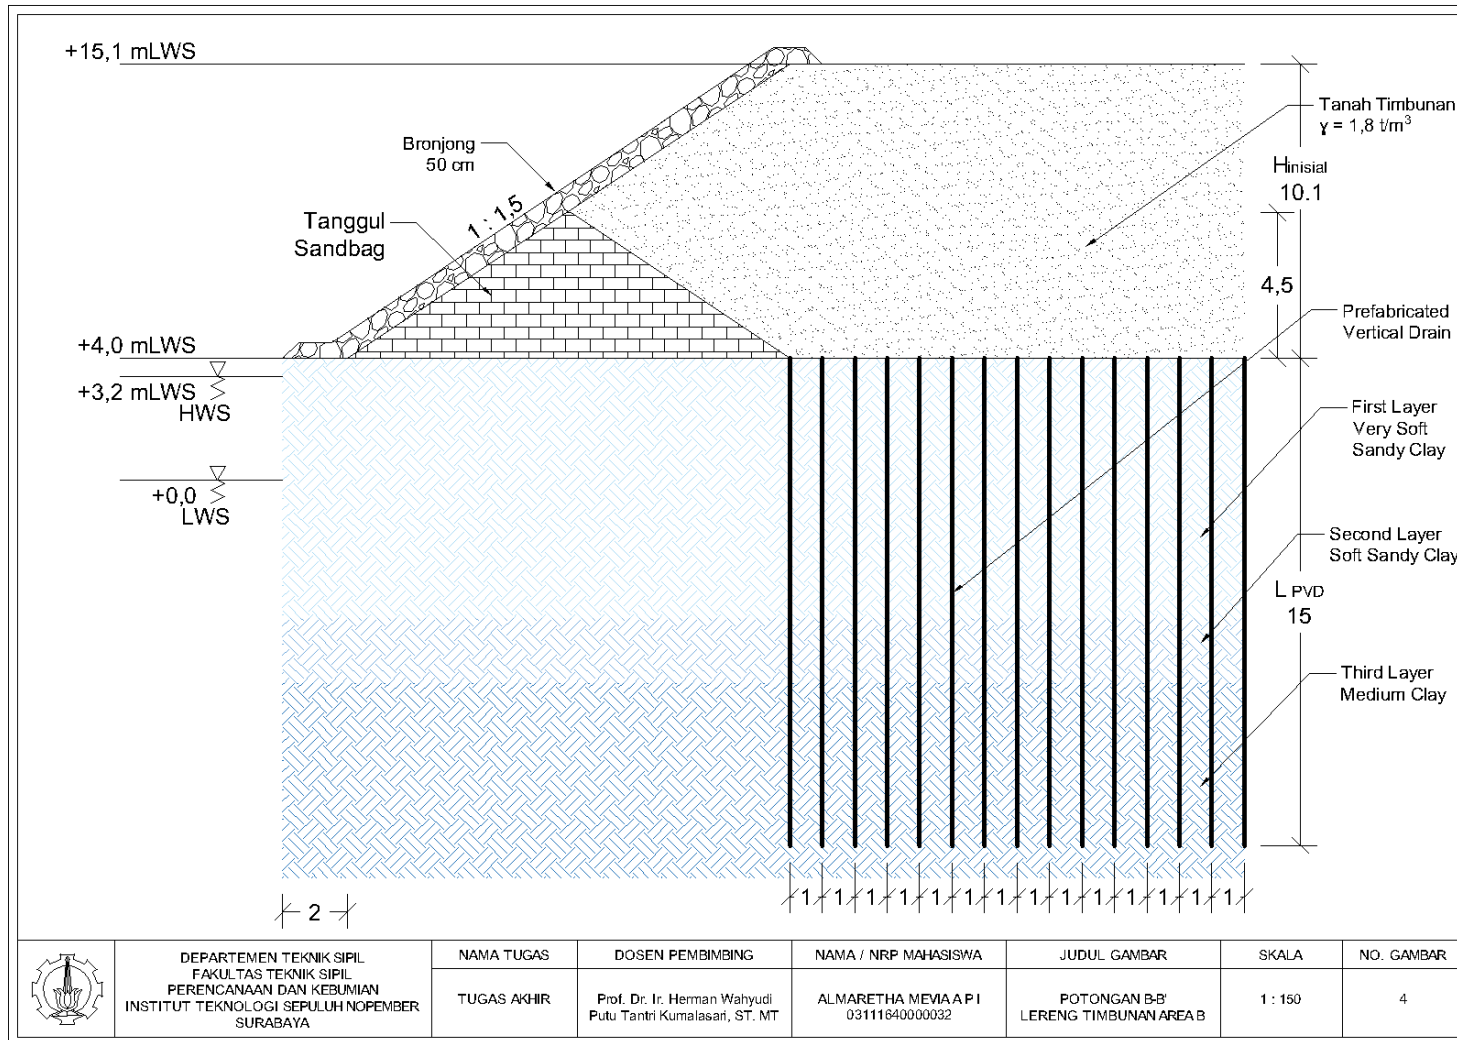 +15,1 mLWS
Bronjong
50 cm
1 : 1,5
Tanggul
Sandbag
+4,0 mLWS
+3,2 mLWS
HWS
+0,0
LWS
Tanah Timbunan
γ = 1,8 t/m³
Hinisial
10.1
4,5
Prefabricated
Vertical Drain
First Layer
Very Soft
Sandy Clay
Second Layer
Soft Sandy Clay
L PVD
15
Third Layer
Medium Clay
2
1 1 1 1 1 1 1 1 1 1 1 1 1 1
DEPARTEMEN TEKNIK SIPIL
FAKULTAS TEKNIK SIPIL
PERENCANAAN DAN KEBUMIAN
INSTITUT TEKNOLOGI SEPULUH NOPEMBER
SURABAYA
NAMA TUGAS
TUGAS AKHIR
DOSEN PEMBIMBING
Prof. Dr. Ir. Herman Wahyudi
Putu Tantri Kumalasari, ST. MT
NAMA / NRP MAHASISWA
ALMARETHA MEVIA A P I
03111640000032
JUDUL GAMBAR
POTONGAN B-B'
LERENG TIMBUNAN AREA B
SKALA
1 : 150
NO. GAMBAR
4